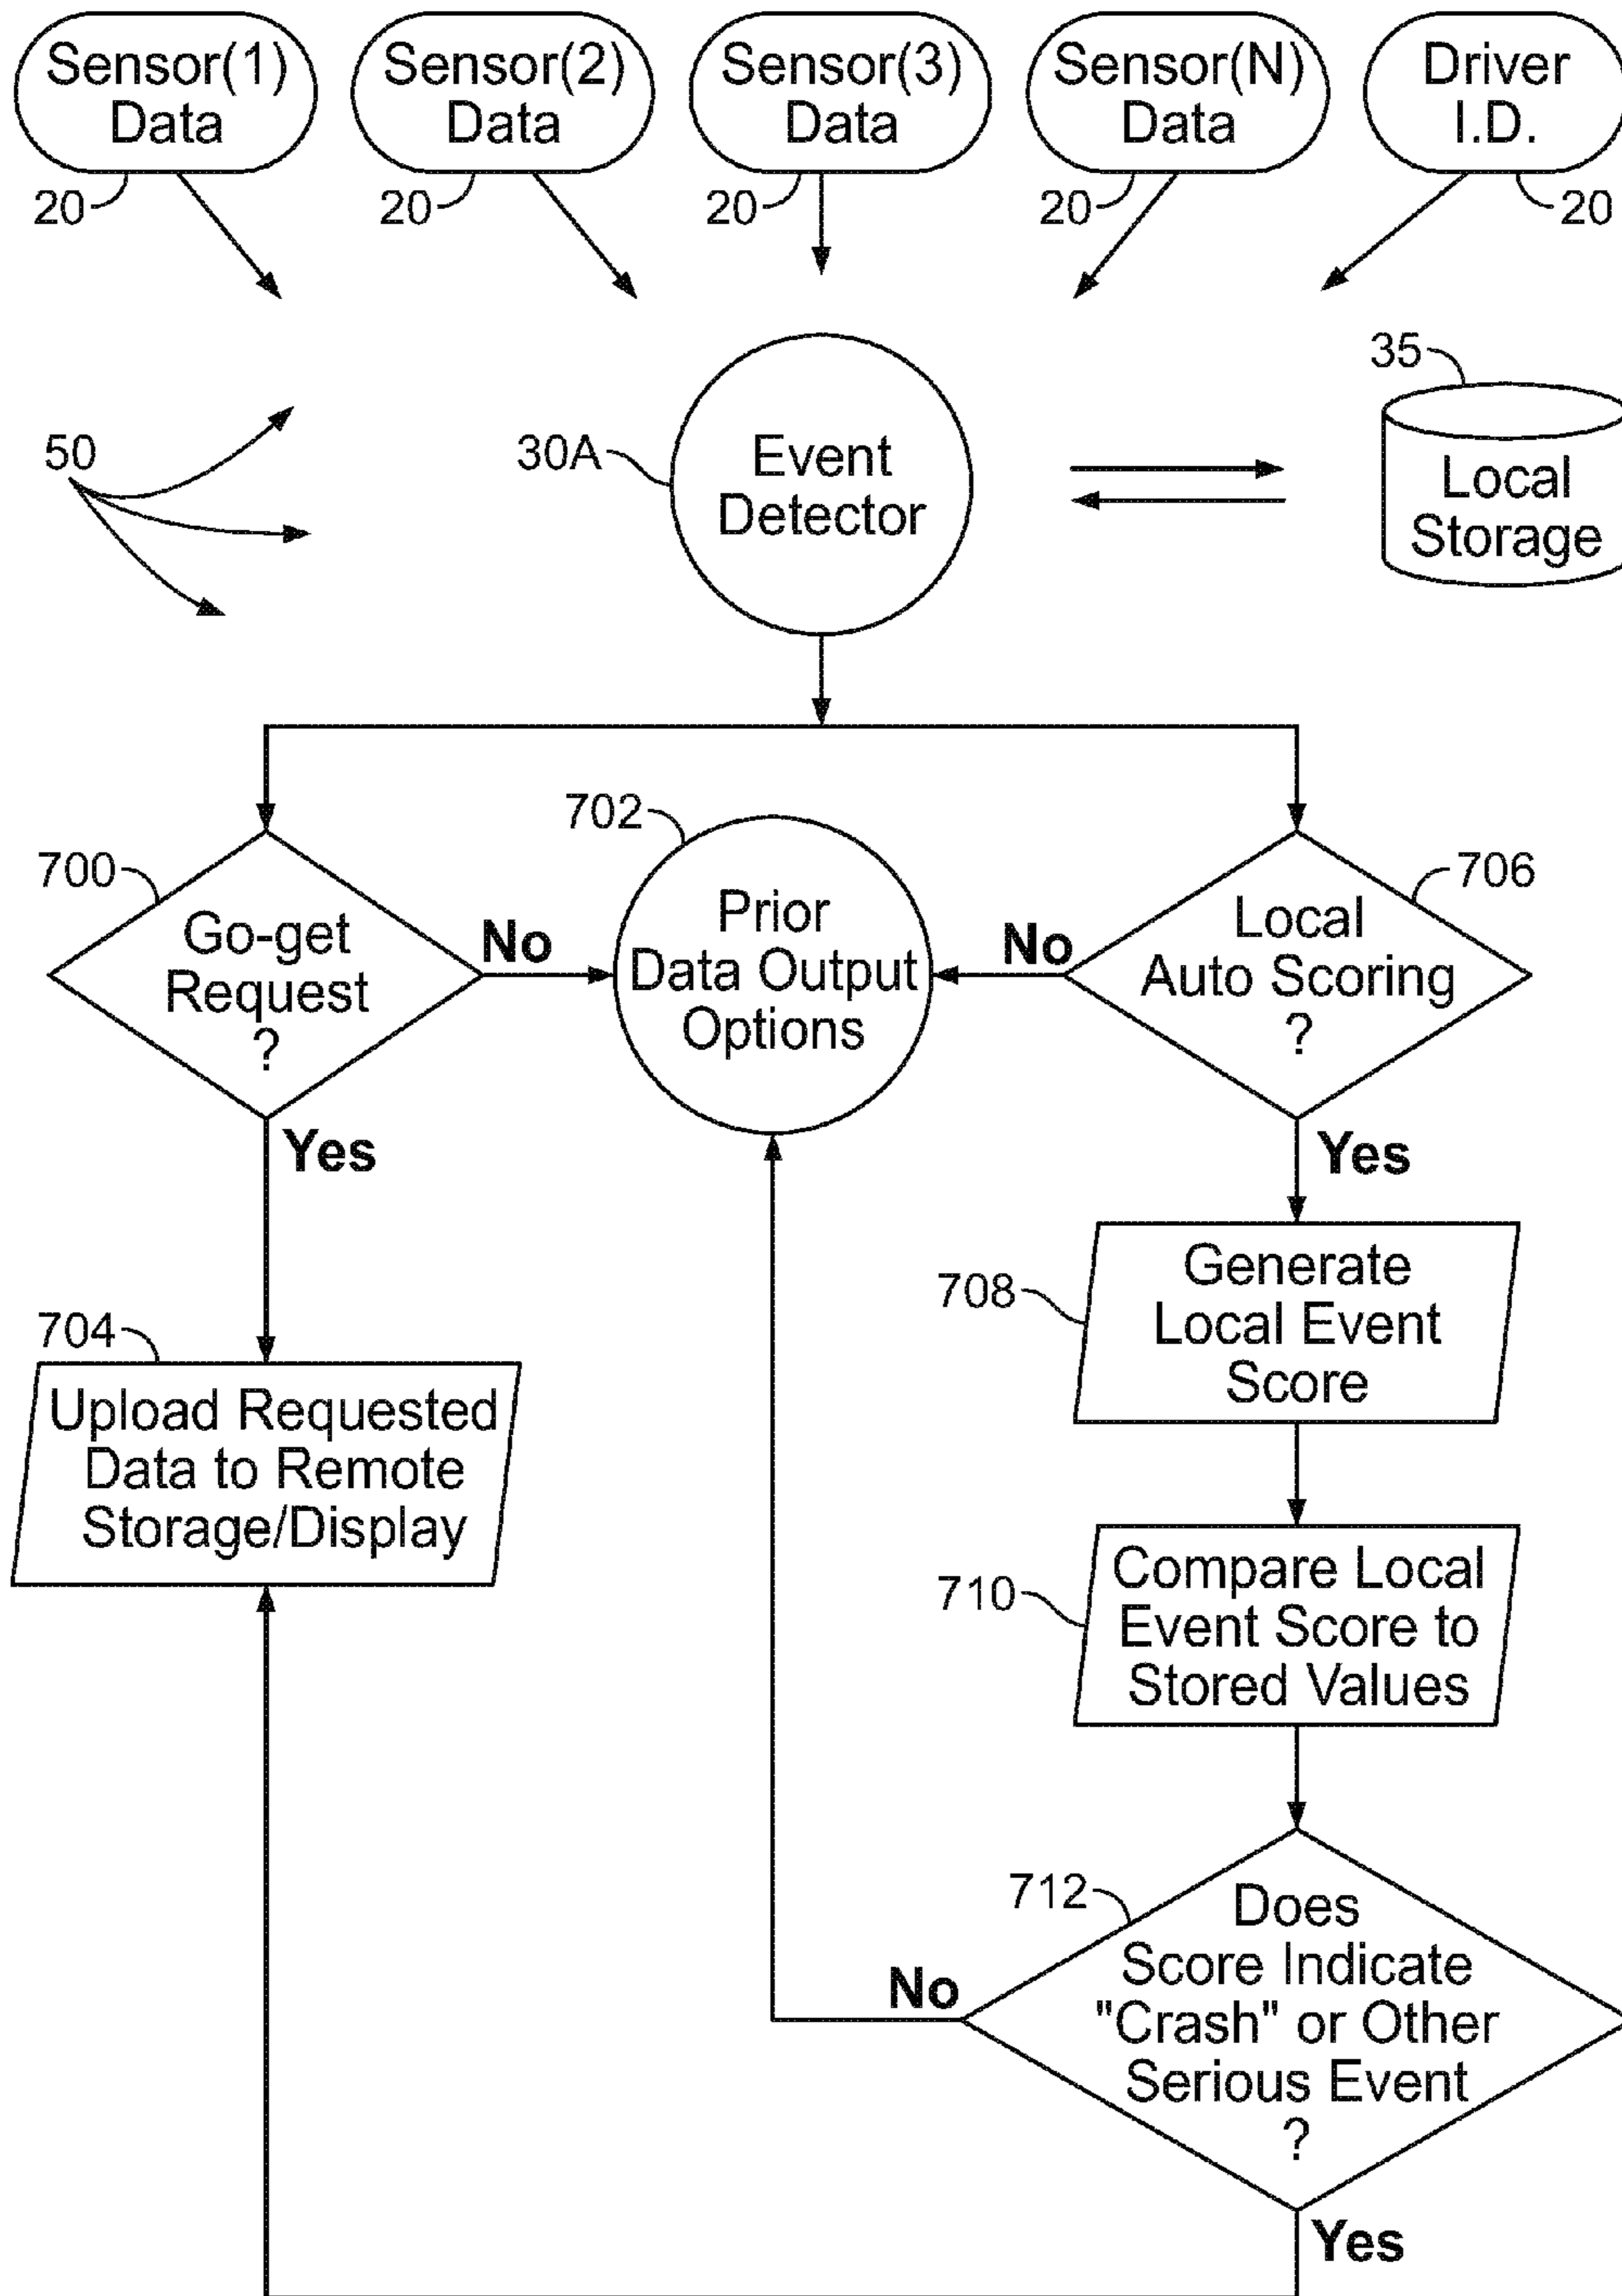 Sensor(1)
Data
Sensor(2)
Data
Sensor(3)
Data
Sensor(N)
Data
Driver
I.D.
20
20
20
20
20
50
30A
Event
Detector
35
Local
Storage
700
Go-get
Request
?
No
Yes
702
Prior
Data Output
Options
706
Local
Auto Scoring
?
No
Yes
704
Upload Requested
Data to Remote
Storage/Display
708
Generate
Local Event
Score
710
Compare Local
Event Score to
Stored Values
712
Does
Score Indicate
"Crash" or Other
Serious Event
?
No
Yes